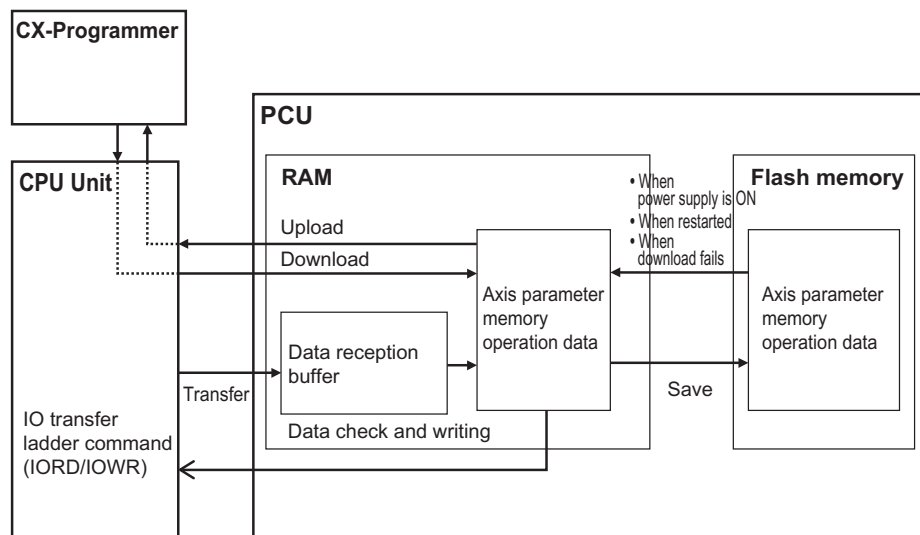 CX-Programmer
PCU
CPU Unit
RAM
• When
power supply is ON
• When restarted
• When
download fails
Flash memory
Upload
Download
Axis parameter
memory
operation data
Axis parameter
memory
operation data
Data reception
buffer
Transfer
Save
Data check and writing
IO transfer
ladder command
(IORD/IOWR)